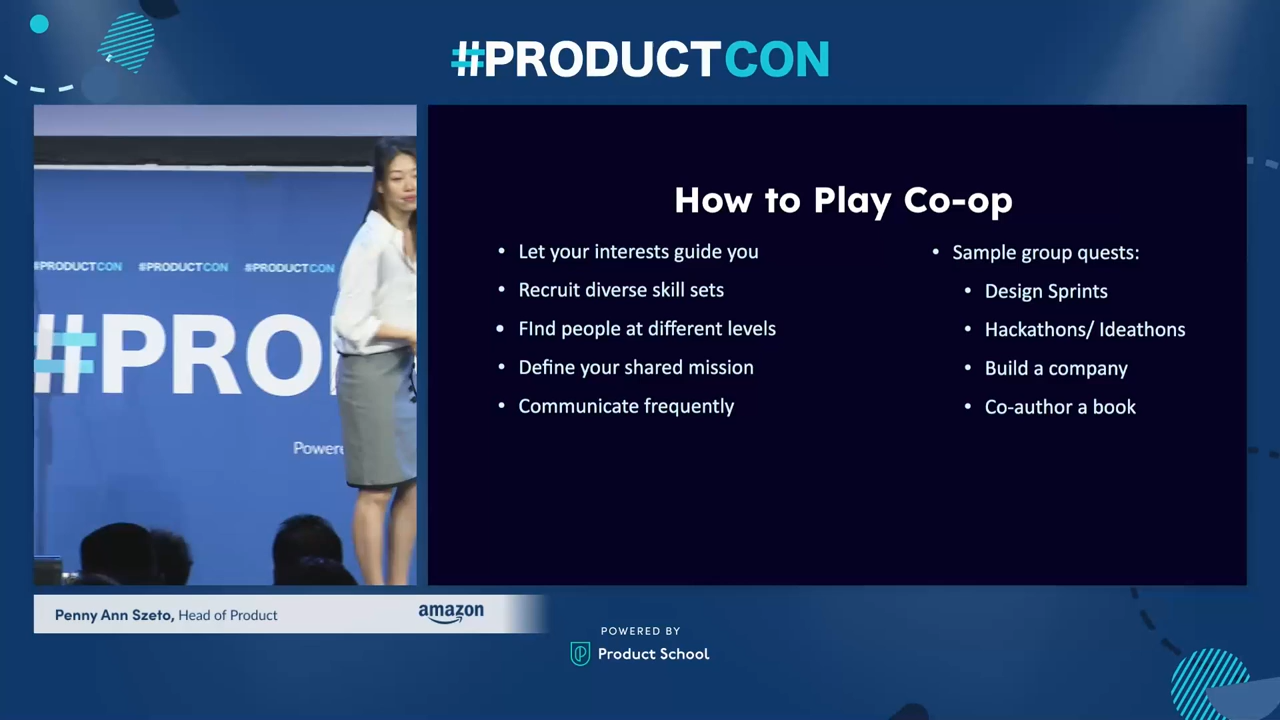 #PRODUCTCON
#PRODUCTCON #PRODUCTCON #PRODUCTCON
#PRO
Powere
How to Play Co-op
• Let your interests guide you
• Recruit diverse skill sets
• FInd people at different levels
• Define your shared mission
• Communicate frequently
• Sample group quests:
• Design Sprints
• Hackathons/ Ideathons
• Build a company
• Co-author a book
Penny Ann Szeto, Head of Product
amazon
POWERED BY
Product School